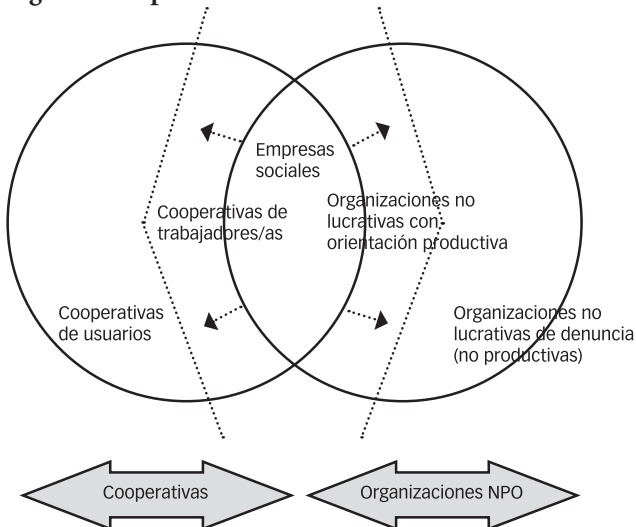 Empresas
sociales
Cooperativas de
trabajadores/as
Organizaciones no
lucrativas con
orientación productiva
Cooperativas
de usuarios
Organizaciones no
lucrativas de denuncia
(no productivas)
Cooperativas
Organizaciones NPO